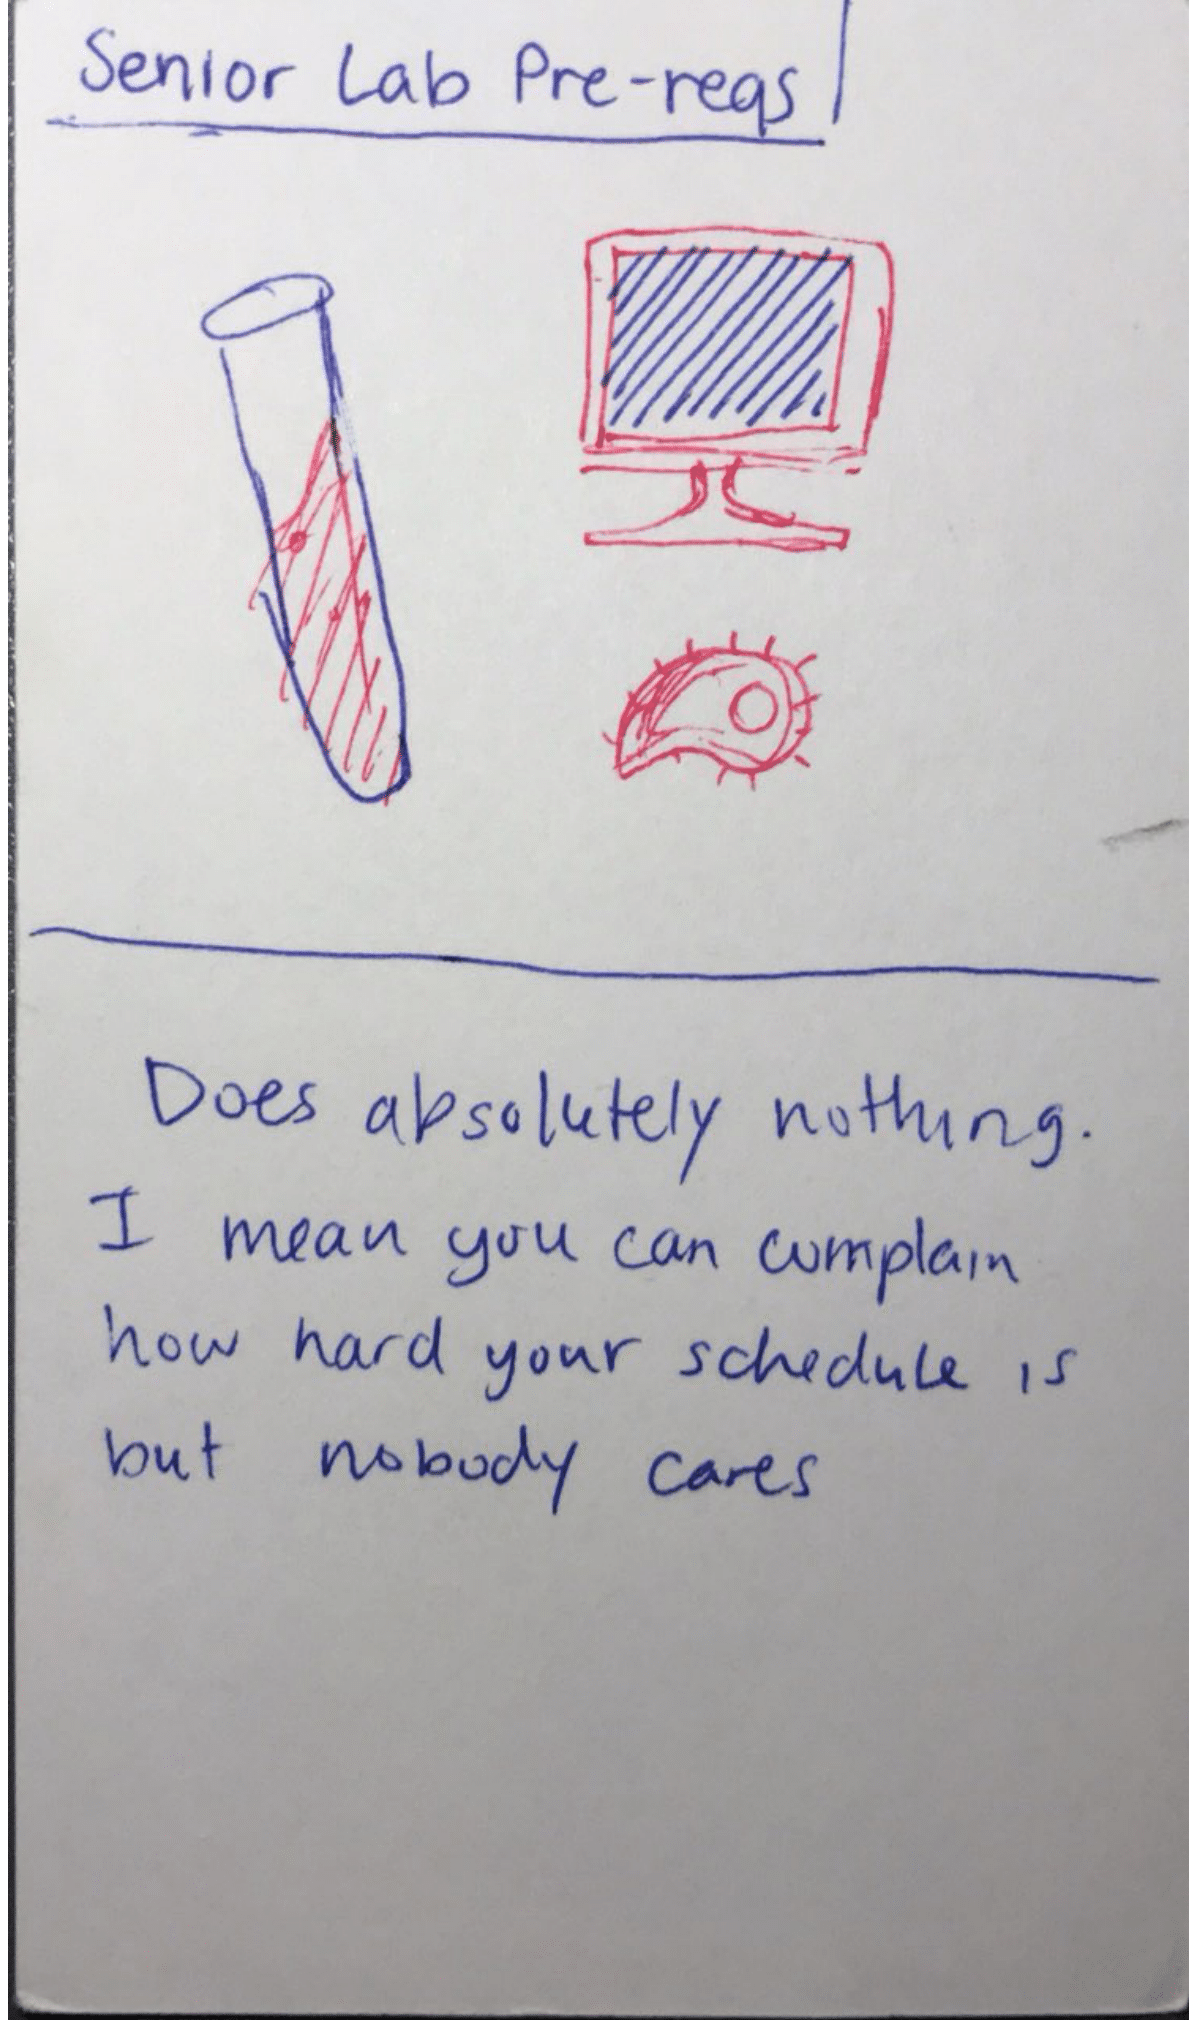 Senior Lab Pre-reqs
Does absolutely nothing.
I mean you can complain
how hard your schedule is
but nobody cares